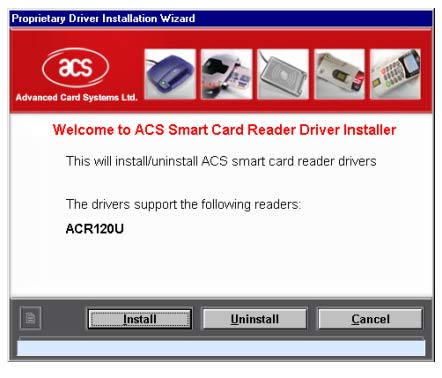 Proprietary Driver Installation Wizard
acs
Advanced Card Systems Ltd.
Welcome to ACS Smart Card Reader Driver Installer
This will install/uninstall ACS smart card reader drivers
The drivers support the following readers:
ACR120U
Install Uninstall Cancel